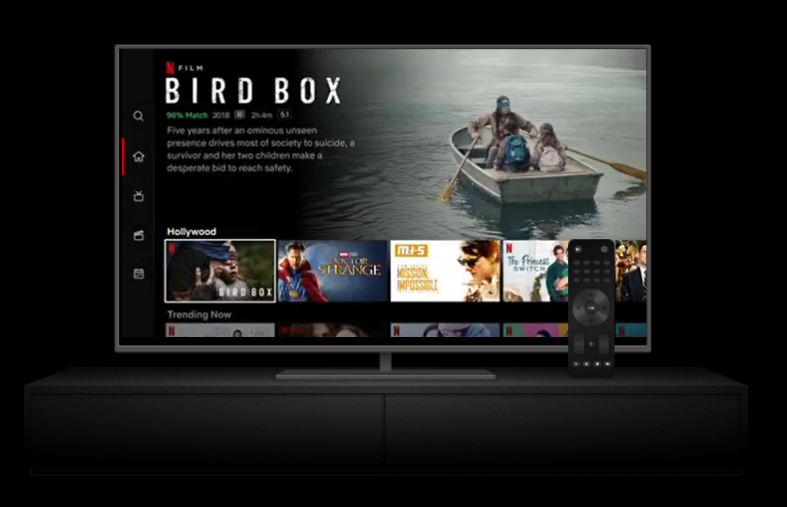 N FILM
BIRD BOX
98% Match 2018 R 2h 4m 5.1
Five years after an ominous unseen
presence drives most of society to suicide, a
survivor and her two children make a
desperate bid to reach safety.
Hollywood
N
BIRD BOX
MARVEL STUDIOS
DOCTOR
STRANGE
M:I-5
MISSION:
IMPOSSIBLE
N
The Princess
SWITCH
Trending Now
N
N
N
N
N